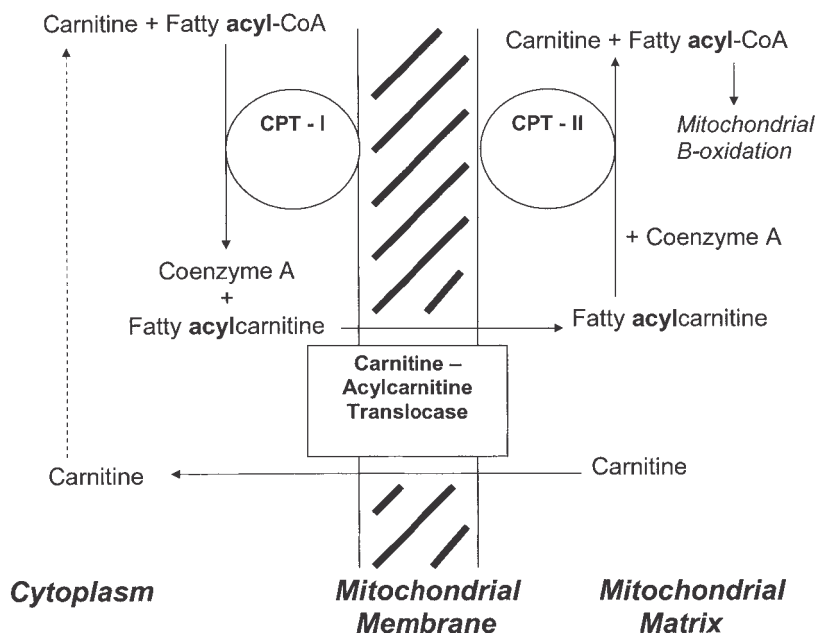 Carnitine + Fatty acyl-CoA
Carnitine + Fatty acyl-CoA
CPT - I
CPT - II
Mitochondrial
B-oxidation
+ Coenzyme A
Coenzyme A
+
Fatty acylcarnitine
Fatty acylcarnitine
Carnitine –
Acylcarnitine
Translocase
Carnitine
Carnitine
Cytoplasm
Mitochondrial
Membrane
Mitochondrial
Matrix